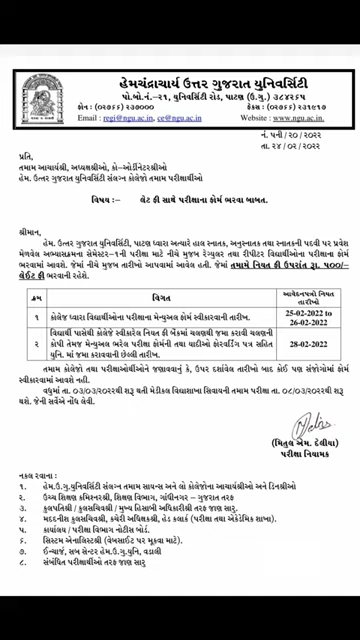 હેમચંદ્રાચાર્ય ઉત્તર ગુજરાત યુનિવર્સિટી
પો.બો.નં.-૨૧, યુનિવર્સિટી રોડ, પાટણ (ઉ.ગુ.) ૩૮૪૨૬૫
ફોન : (૦૨૭૬૬) ૨૩૭૦૦૦ ફેક્સ : (૦૨૭૬૬) ૨૩૧૯૧૭
Email : regi@ngu.ac.in, ce@ngu.ac.in Website : www.ngu.ac.in
નં. પની/૨૦/૨૦૨૨
તા. ૨૪/૦૨/૨૦૨૨
પ્રતિ,
તમામ આચાર્યશ્રી, અધ્યક્ષશ્રીઓ, કો-ઓર્ડિનેટરશ્રીઓ
હેમ. ઉત્તર ગુજરાત યુનિવર્સિટી સંલગ્ન કોલેજો તમામ પરીક્ષાર્થીઓ
વિષય :- લેટ ફી સાથે પરીક્ષાના ફોર્મ ભરવા બાબત.
શ્રીમાન,
હેમ. ઉત્તર ગુજરાત યુનિવર્સિટી, પાટણ ધ્વારા અત્યારે હાલ સ્નાતક, અનુસ્નાતક તથા સ્નાતકની પદવી પર પ્રવેશ
મેળવેલ અભ્યાસક્રમના સેમેસ્ટર-૧ની પરીક્ષા માટે નીચે મુજબ રેગ્યુલર તથા રીપીટર વિદ્યાર્થીઓના પરીક્ષાના ફોર્મ
ભરવામાં આવશે. જેમાં નીચે મુજબ તારીખો આપવામાં આવેલ હતી. જેમાં તમામે નિયત ફી ઉપરાંત રૂા. ૫૦૦/-
લેઈટ ફી ભરવાની રહેશે.
ક્રમ વિગત આવેદનપત્રો નિયત તારીખો
૧ કોલેજ ધ્વારા વિદ્યાર્થીઓના પરીક્ષાના મેન્યુઅલ ફોર્મ સ્વીકારવાની તારીખ. 25-02-2022 to 26-02-2022
૨ વિદ્યાર્થી પાસેથી કોલેજે સ્વીકારેલ નિયત ફી બેંકમાં ચલણથી જમા કરાવી ચલણની
કોપી તેમજ મેન્યુઅલ ભરેલ પરીક્ષા ફોર્મની તથા યાદીઓ ફોરવર્ડિંગ પત્ર સહિત 28-02-2022
યુનિ. માં જમા કરાવવાની છેલ્લી તારીખ.
તમામ કોલેજો તથા પરીક્ષાર્થીઓને જણાવવાનું કે, ઉપર દર્શાવેલ તારીખો બાદ કોઈ પણ સંજોગોમાં ફોર્મ
સ્વીકારવામાં આવશે નહી.
વધુમાં તા. ૦૩/૦૩/૨૦૨૨થી શરૂ થતી મેડીકલ વિદ્યાશાખા સિવાયની તમામ પરીક્ષા તા. ૦૮/૦૩/૨૦૨૨થી શરૂ
થશે. જેની સર્વેએ નોંધ લેવી.
(મિતુલ એમ. દેલીયા)
પરીક્ષા નિયામક
નકલ રવાના :
૧. હેમ.ઉ.ગુ.યુનિવર્સિટી સંલગ્ન તમામ સાયન્સ અને લો કોલેજોના આચાર્યશ્રીઓ અને ડિનશ્રીઓ
૨. ઉચ્ચ શિક્ષણ કમિશ્નરશ્રી, શિક્ષણ વિભાગ, ગાંધીનગર - ગુજરાત તરફ
૩. કુલપતિશ્રી / કુલસચિવશ્રી / મુખ્ય હિસાબી અધિકારીશ્રી તરફ જાણ સારૂ.
૪. મદદનીશ કુલસચિવશ્રી, કચેરી અધિક્ષકશ્રી, હેડ ક્લાર્ક (પરીક્ષા તથા એકેડેમિક શાખા).
૫. કાર્યાલય / પરીક્ષા વિભાગ નોટીસ બોર્ડ.
૬. સિસ્ટમ એનાલિસ્ટશ્રી (વેબસાઈટ પર મૂકવા માટે).
૭. ઈન્ચાર્જ, સબ સેન્ટર હેમ.ઉ.ગુ.યુનિ, વડાલી
૮. સંબંધિત પરીક્ષાર્થીઓ તરફ જાણ સારુ